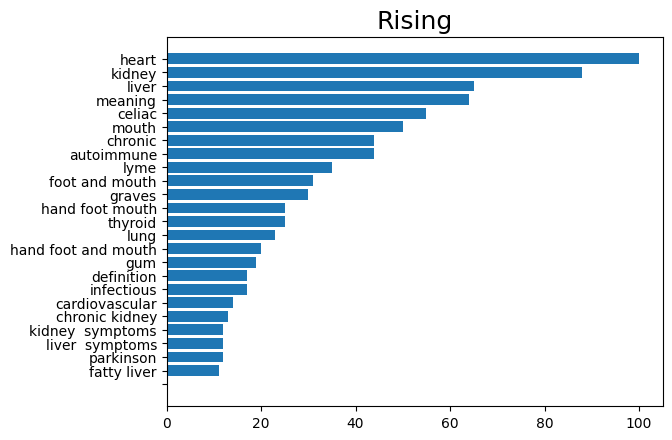 Rising
heart
kidney
liver
meaning
celiac
mouth
chronic
autoimmune
lyme
foot and mouth
graves
hand foot mouth
thyroid
lung
hand foot and mouth
gum
definition
infectious
cardiovascular
chronic kidney
kidney  symptoms
liver  symptoms
parkinson
fatty liver
0 20 40 60 80 100